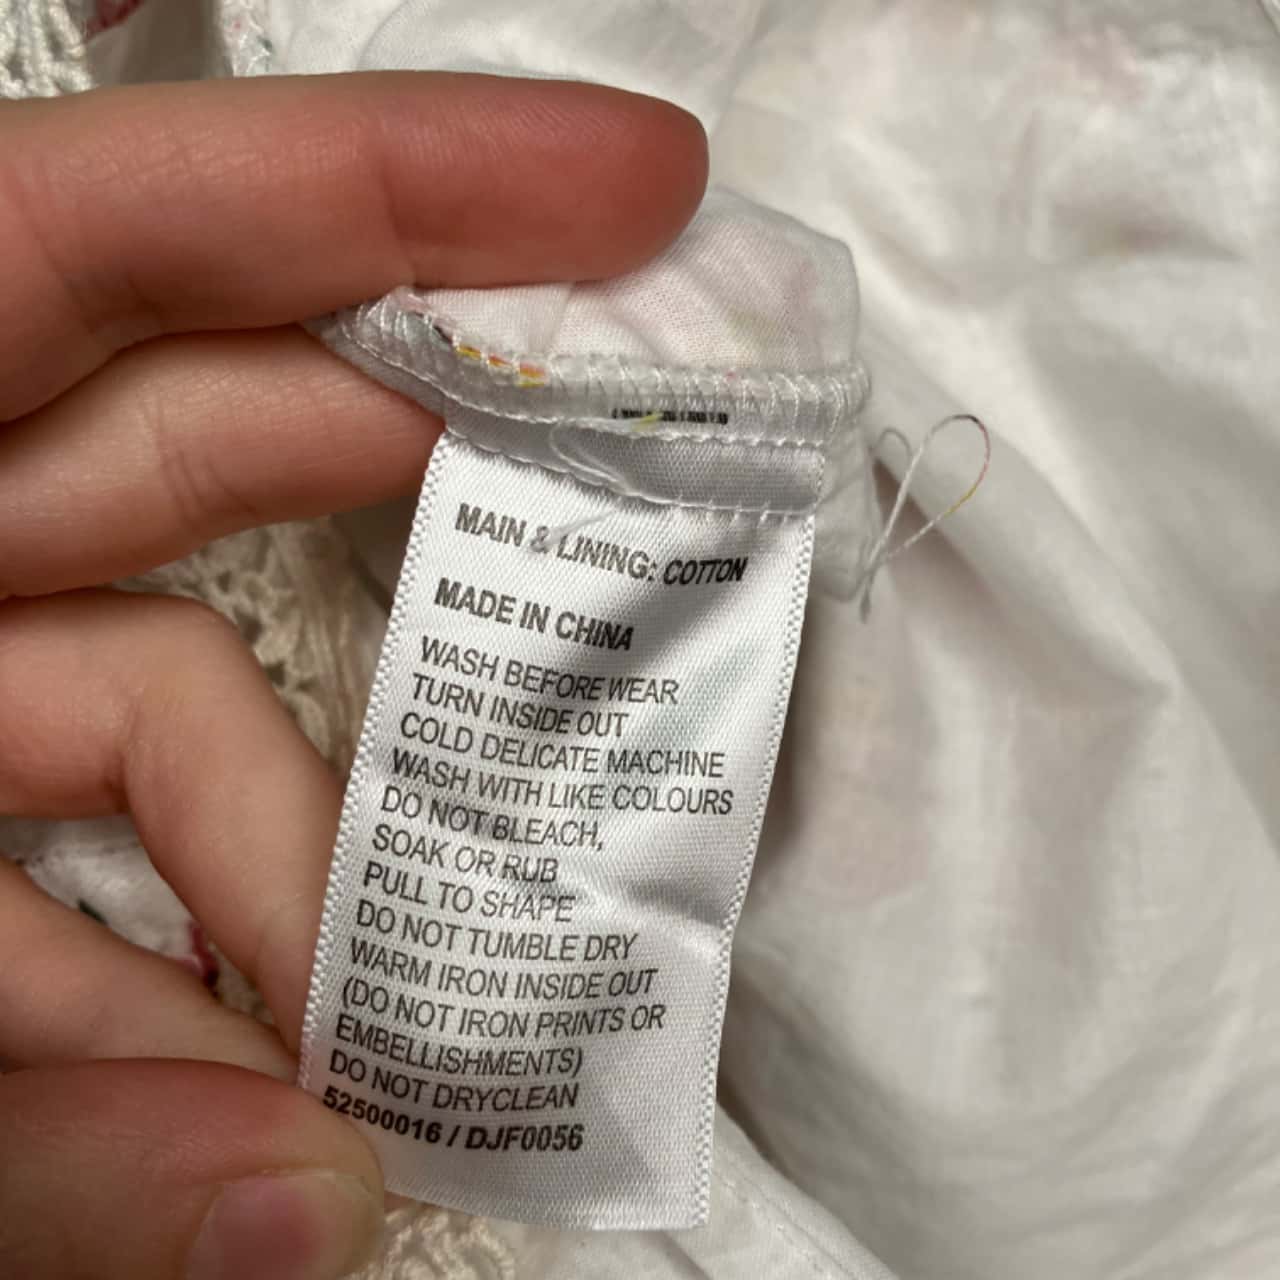 MAIN & LINING: COTTON
MADE IN CHINA
WASH BEFORE WEAR
TURN INSIDE OUT
COLD DELICATE MACHINE
WASH WITH LIKE COLOURS
DO NOT BLEACH,
SOAK OR RUB
PULL TO SHAPE
DO NOT TUMBLE DRY
WARM IRON INSIDE OUT
(DO NOT IRON PRINTS OR
EMBELLISHMENTS)
DO NOT DRYCLEAN
52500016 / DJF0056